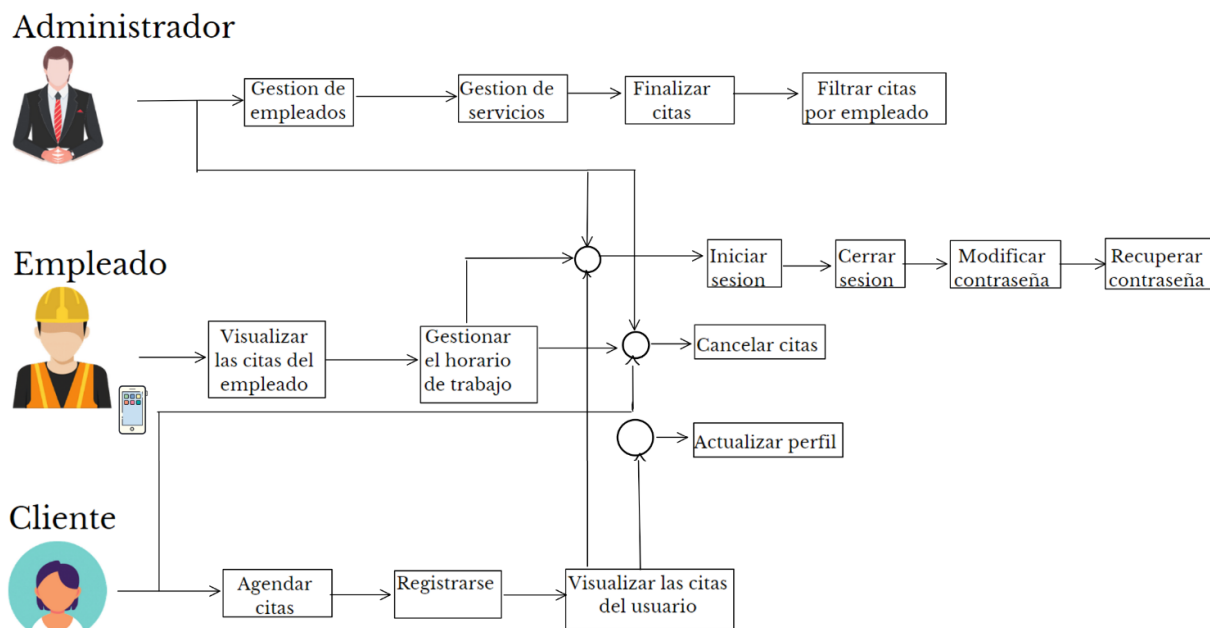 Administrador
Gestion de
empleados
Gestion de
servicios
Finalizar
citas
Filtrar citas
por empleado
Empleado
Iniciar
sesion
Cerrar
sesion
Modificar
contraseña
Recuperar
contraseña
Visualizar
las citas del
empleado
Gestionar
el horario
de trabajo
Cancelar citas
Actualizar perfil
Cliente
Agendar
citas
Registrarse
Visualizar las citas
del usuario